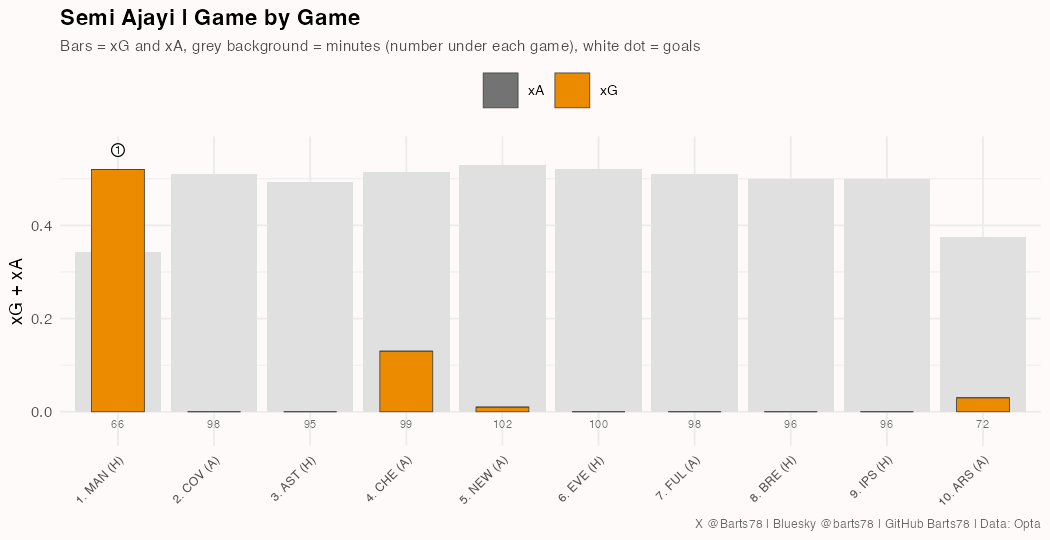 Semi Ajayi | Game by Game
Bars = xG and xA, grey background = minutes (number under each game), white dot = goals
xA xG
1
xG + xA
0.4
0.2
0.0
66 98 95 99 102 100 98 96 96 72
1. MAN (H) 2. COV (A) 3. AST (H) 4. CHE (A) 5. NEW (A) 6. EVE (H) 7. FUL (A) 8. BRE (H) 9. IPS (H) 10. ARS (A)
X @Barts78 | Bluesky @barts78 | GitHub Barts78 | Data: Opta